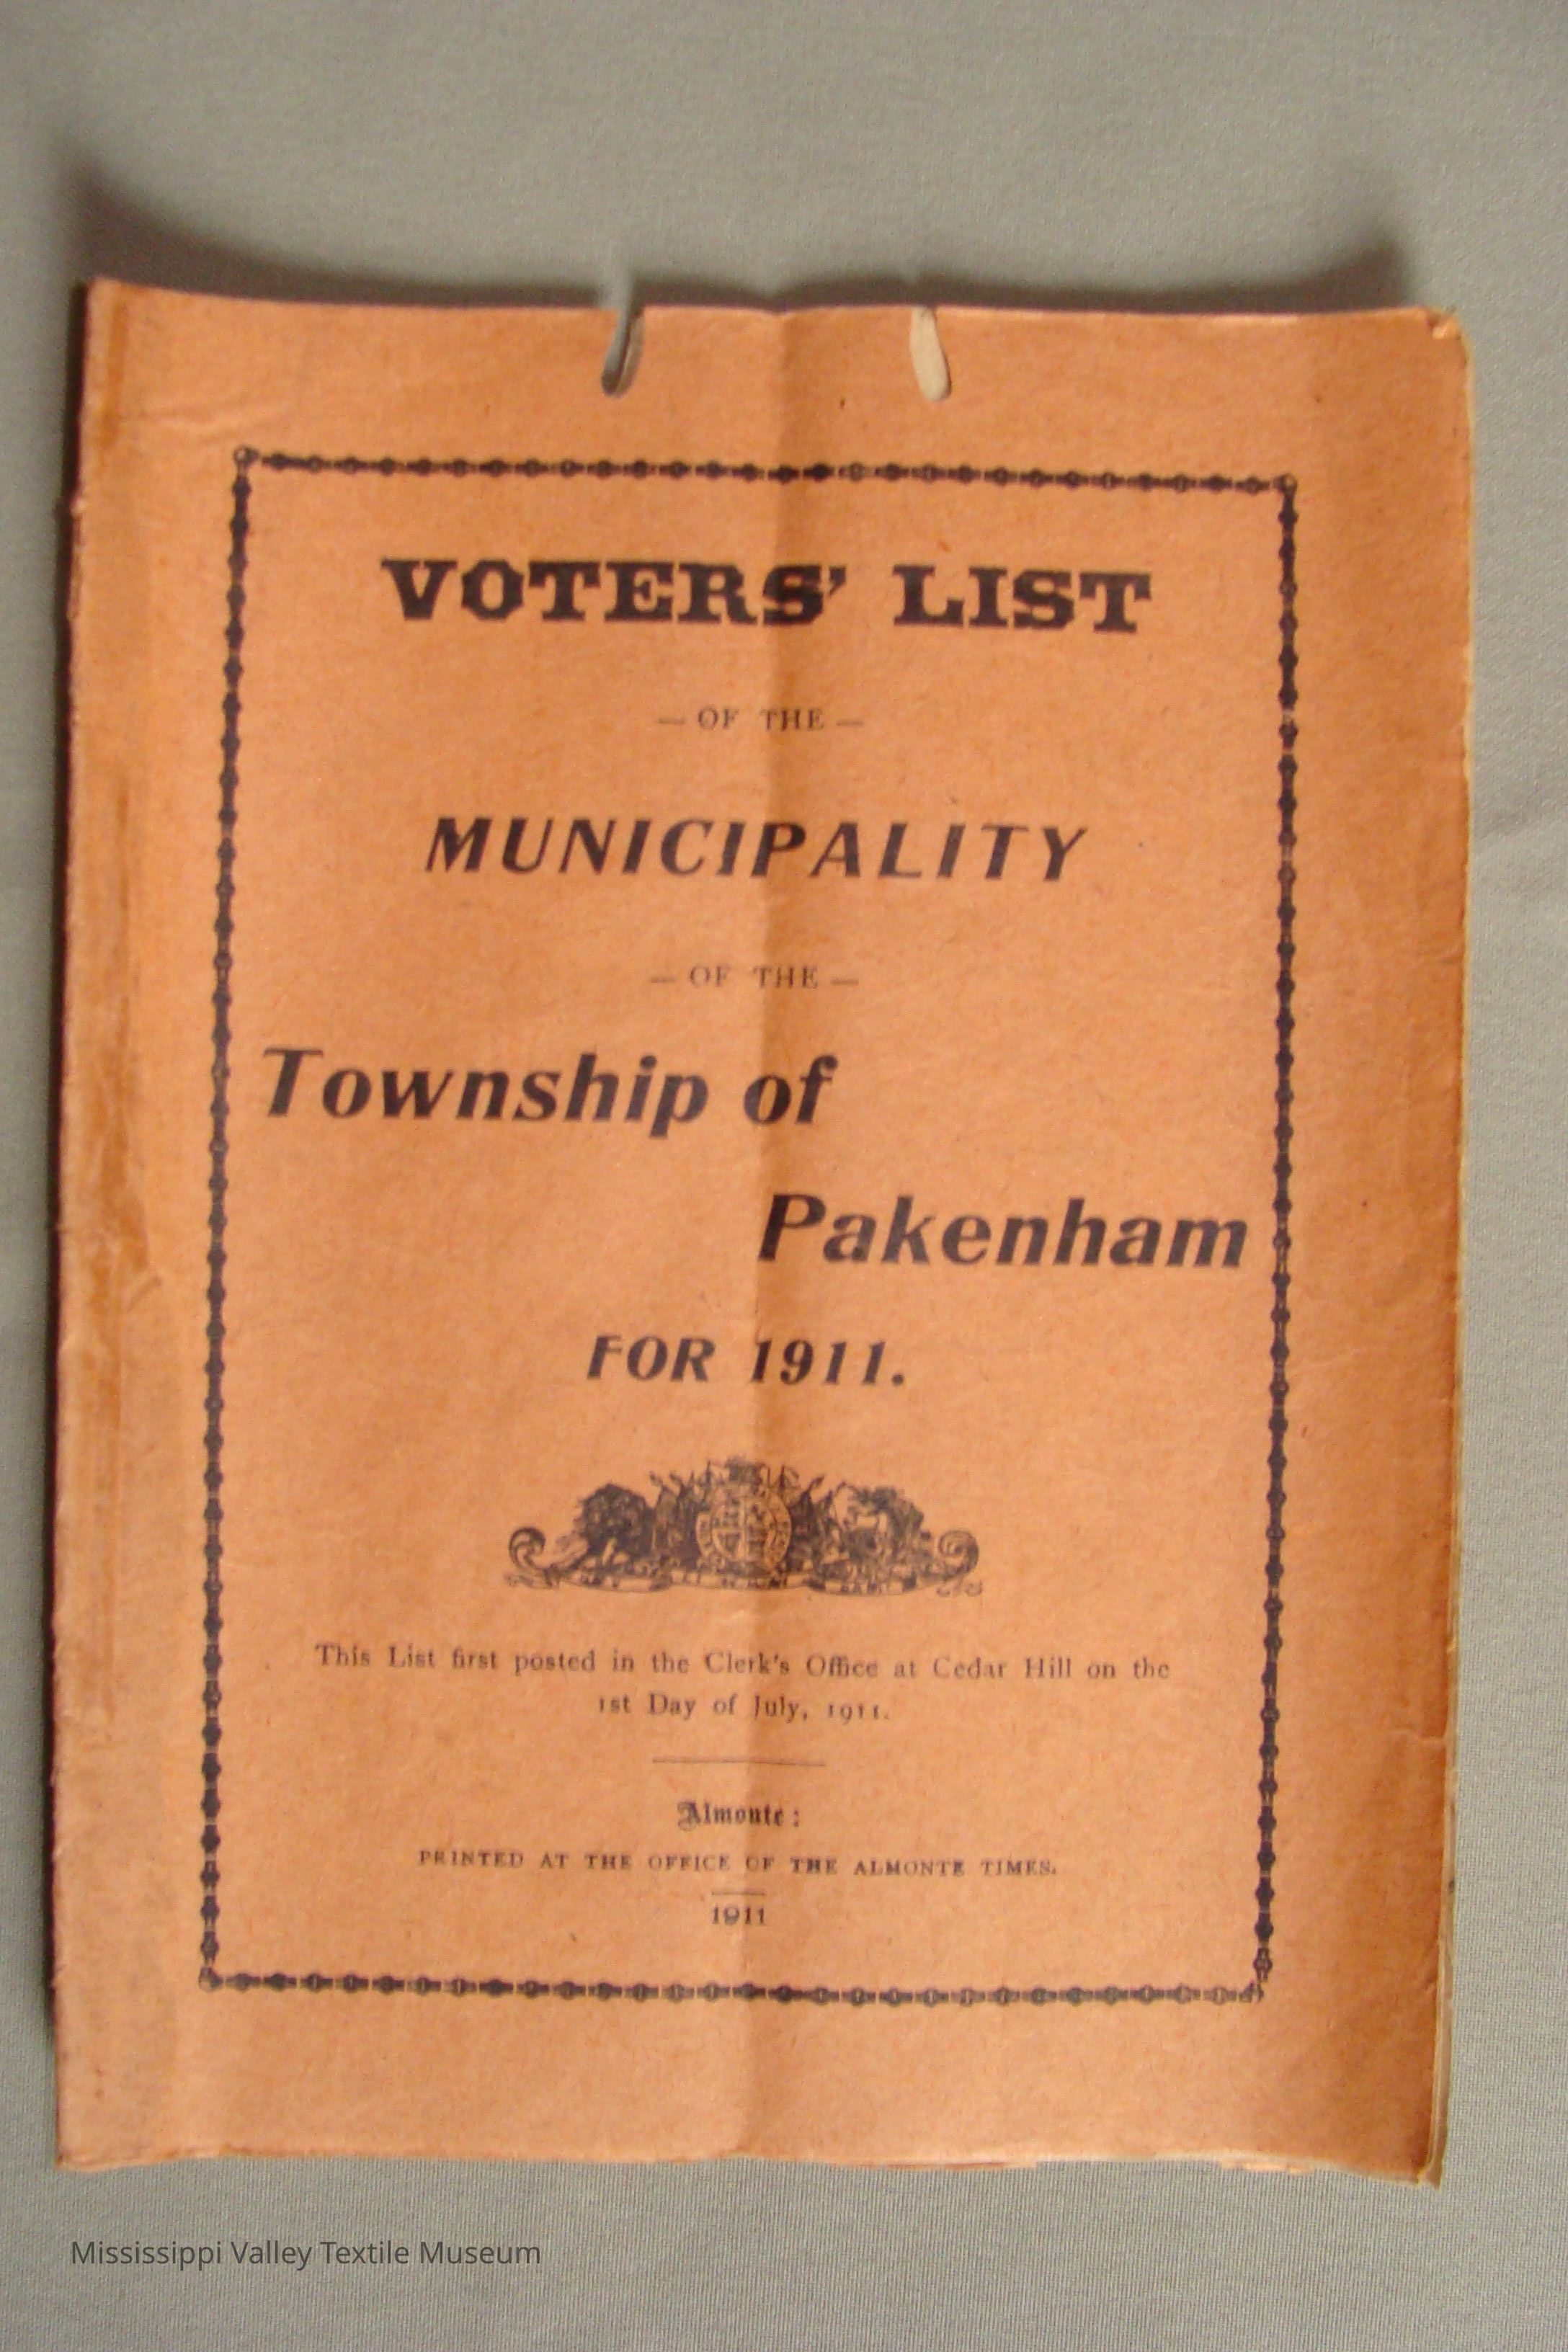 VOTERS' LIST
— OF THE —
MUNICIPALITY
— OF THE —
Township of
Pakenham
FOR 1911.
This List first posted in the Clerk's Office at Cedar Hill on the
1st Day of July, 1911.
Almonte:
PRINTED AT THE OFFICE OF THE ALMONTE TIMES.
1911
Mississippi Valley Textile Museum